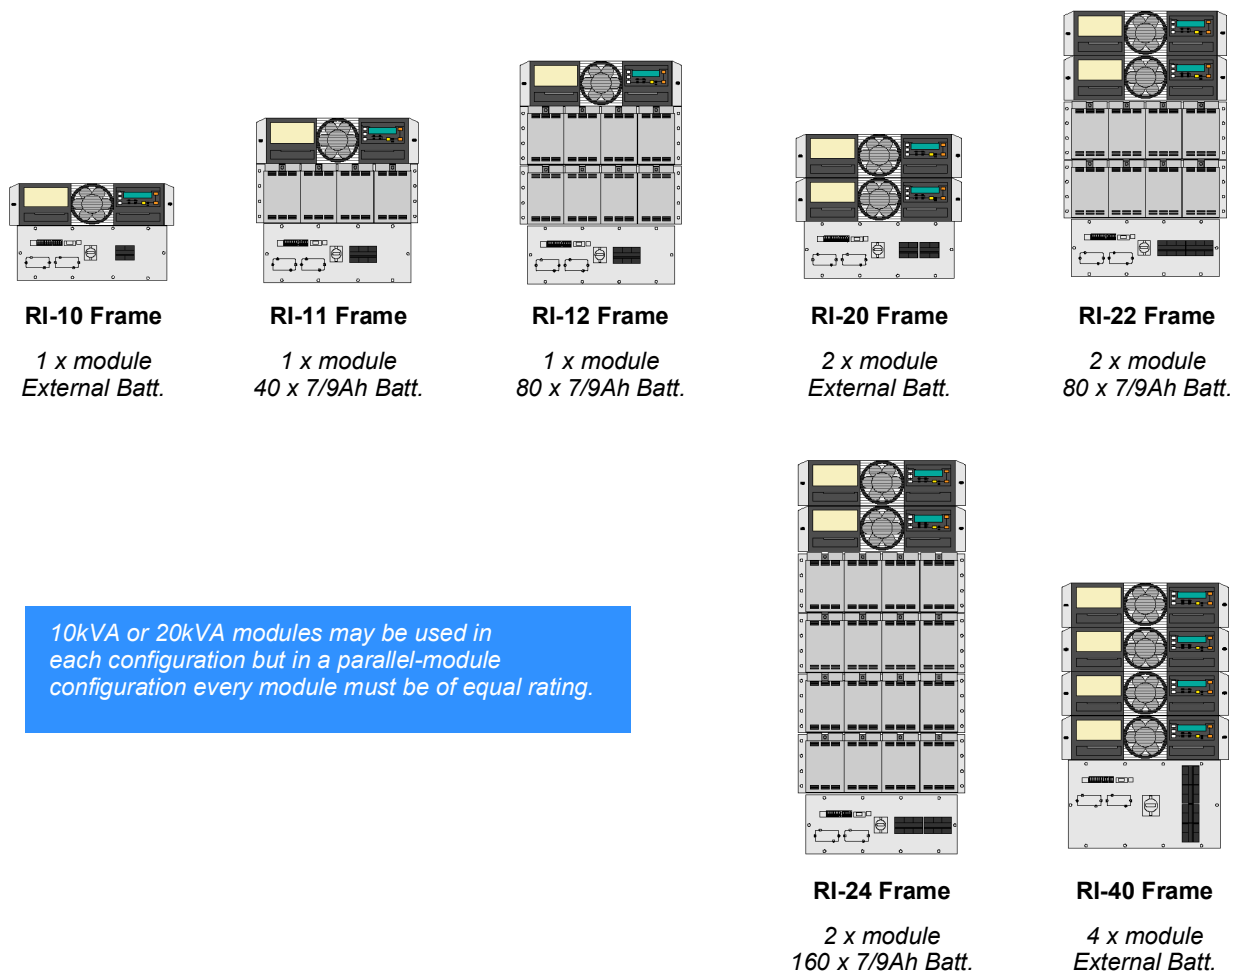 RI-10 Frame
1 x module
External Batt.
RI-11 Frame
1 x module
40 x 7/9Ah Batt.
RI-12 Frame
1 x module
80 x 7/9Ah Batt.
RI-20 Frame
2 x module
External Batt.
RI-22 Frame
2 x module
80 x 7/9Ah Batt.
10kVA or 20kVA modules may be used in
each configuration but in a parallel-module
configuration every module must be of equal rating.
RI-24 Frame
2 x module
160 x 7/9Ah Batt.
RI-40 Frame
4 x module
External Batt.